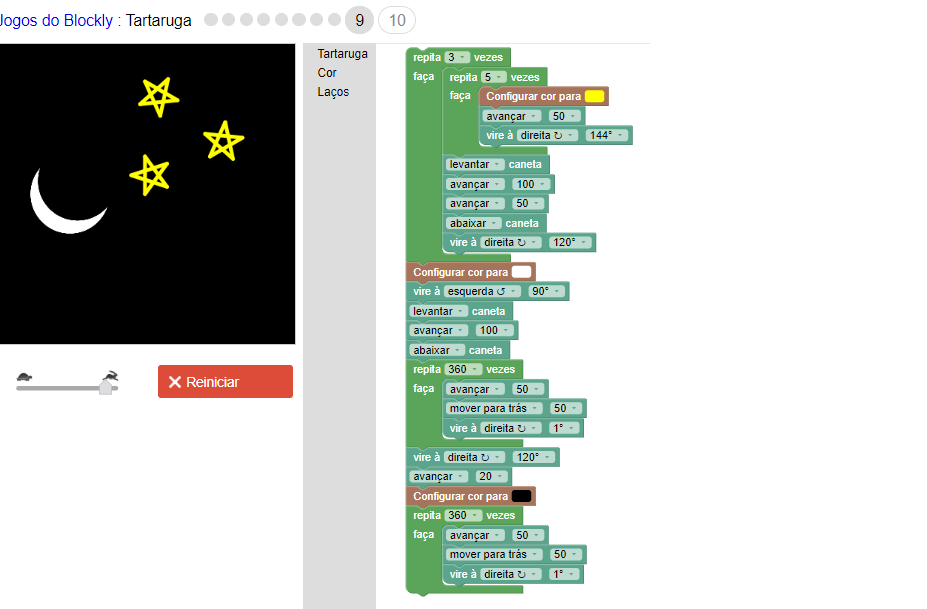 Jogos do Blockly : Tartaruga 9 10
Tartaruga
Cor
Laços
Reiniciar
repita 3 vezes
faça repita 5 vezes
faça Configurar cor para
avançar 50
vire à direita ↻ 144°
levantar caneta
avançar 100
avançar 50
abaixar caneta
vire à direita ↻ 120°
Configurar cor para
vire à esquerda ↺ 90°
levantar caneta
avançar 100
abaixar caneta
repita 360 vezes
faça avançar 50
mover para trás 50
vire à direita ↻ 1°
vire à direita ↻ 120°
avançar 20
Configurar cor para
repita 360 vezes
faça avançar 50
mover para trás 50
vire à direita ↻ 1°